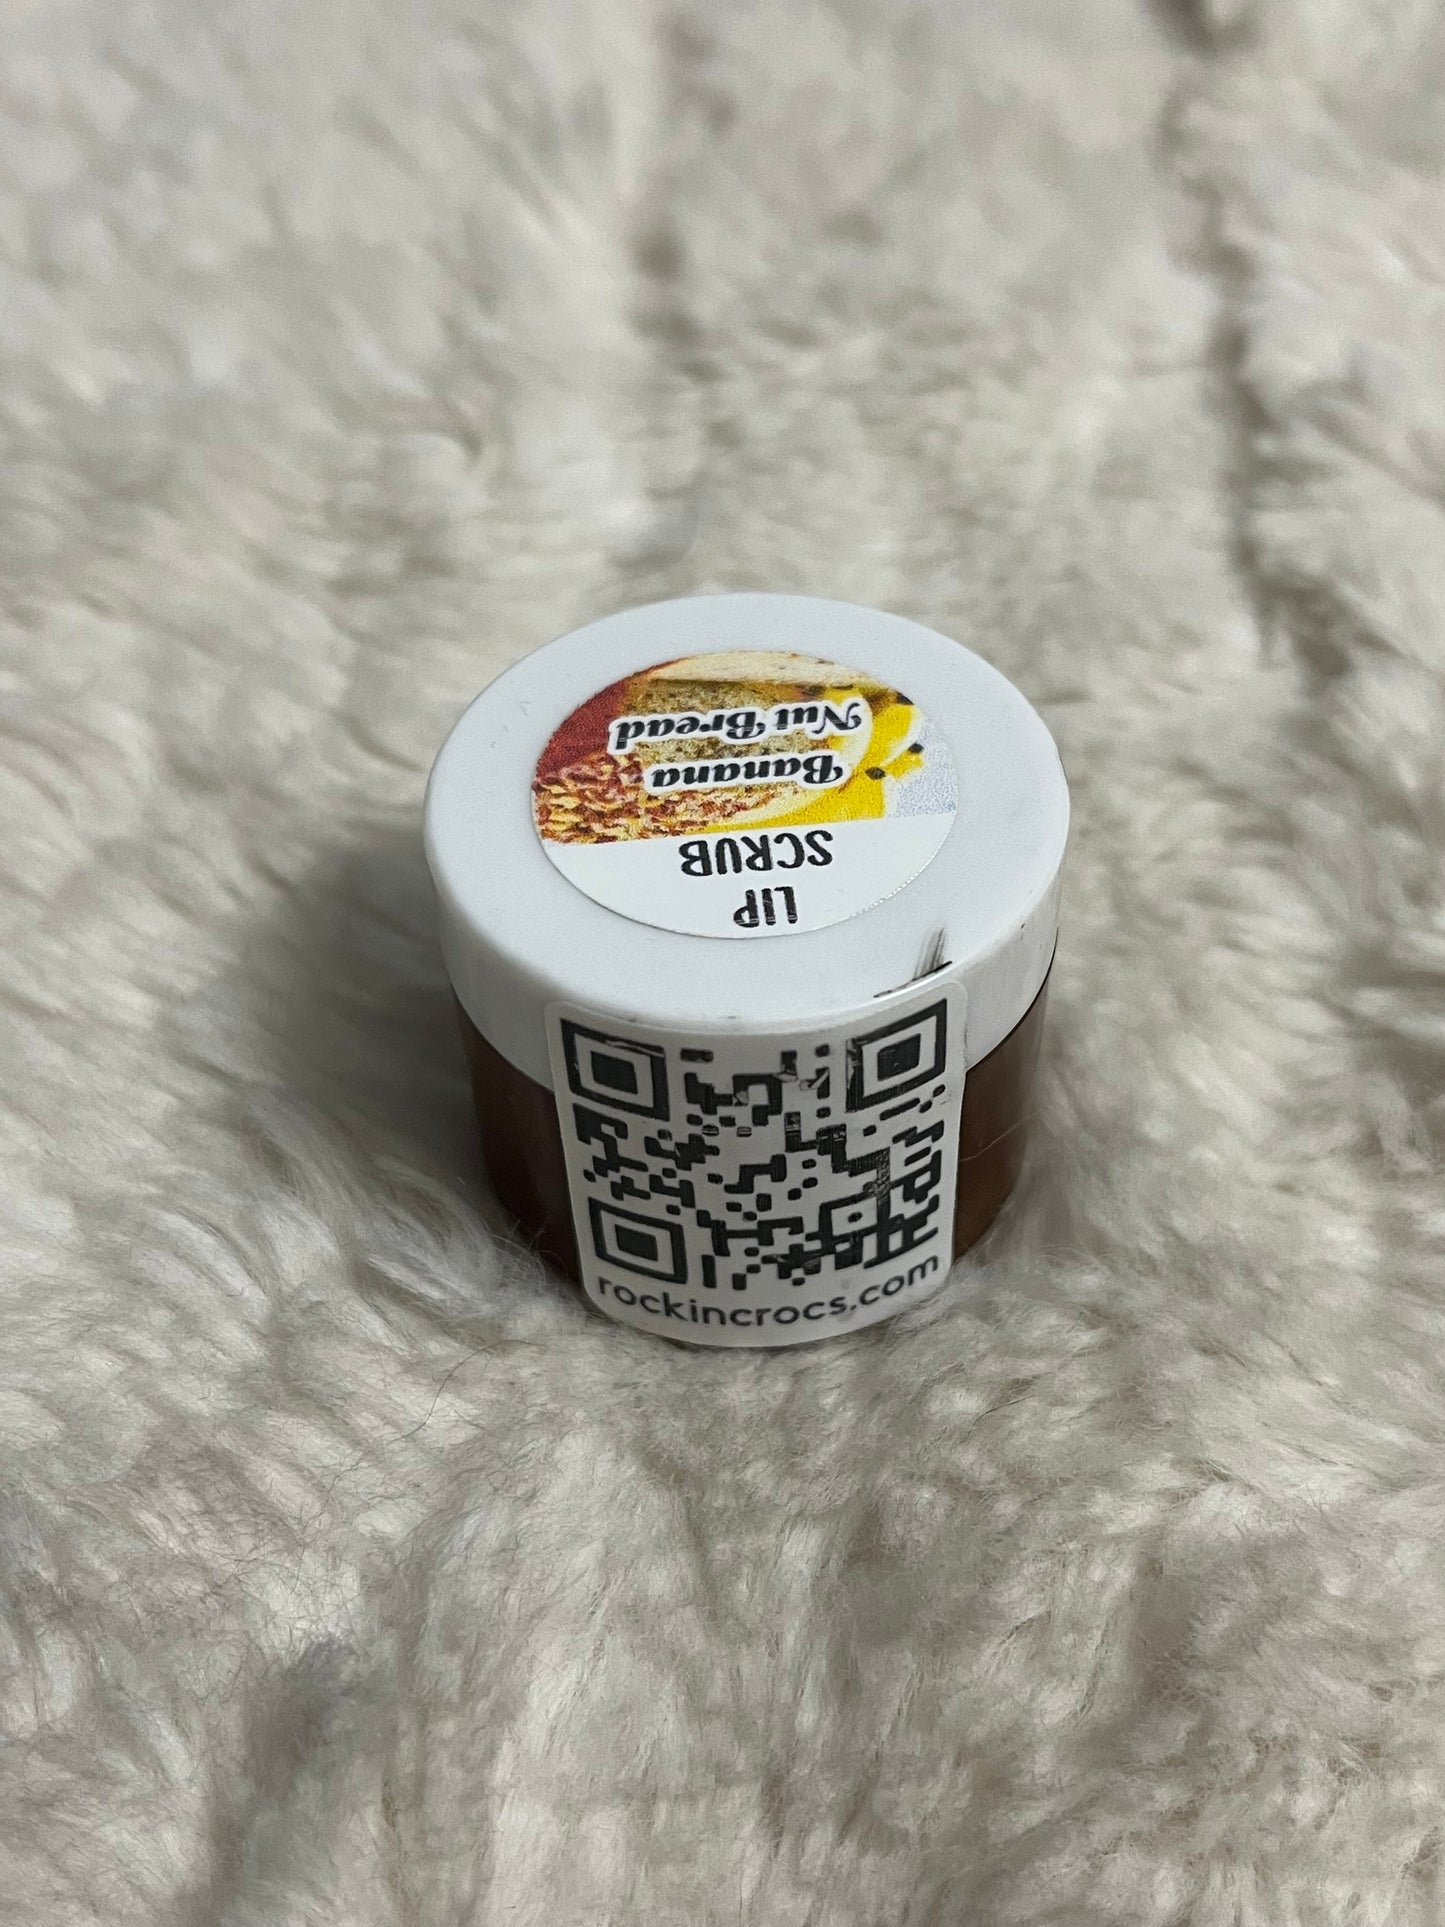 Banana
Nut Bread
LIP
SCRUB
rockincrocs.com